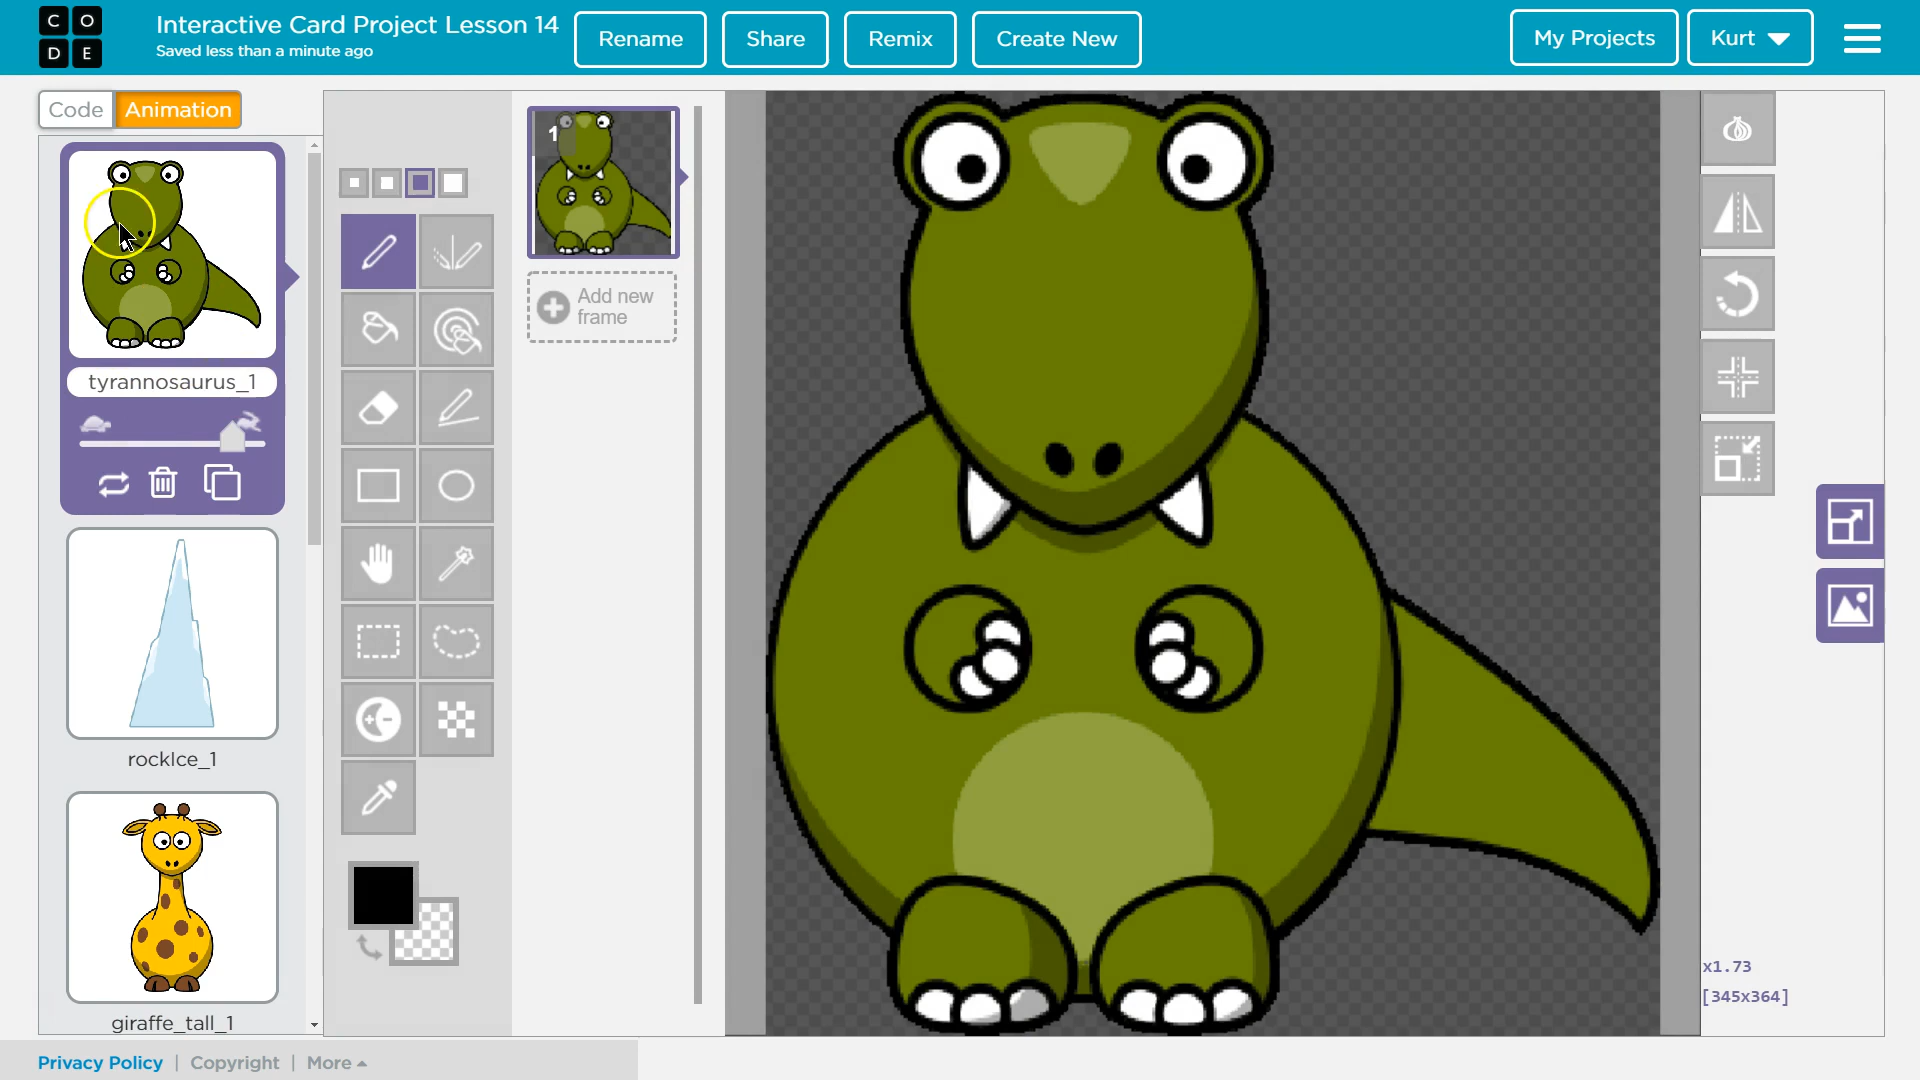 C O
D E
Interactive Card Project Lesson 14
Saved less than a minute ago
Rename
Share
Remix
Create New
My Projects
Kurt
Code
Animation
tyrannosaurus_1
rockIce_1
giraffe_tall_1
1
Add new
frame
x1.73
[345x364]
Privacy Policy | Copyright | More